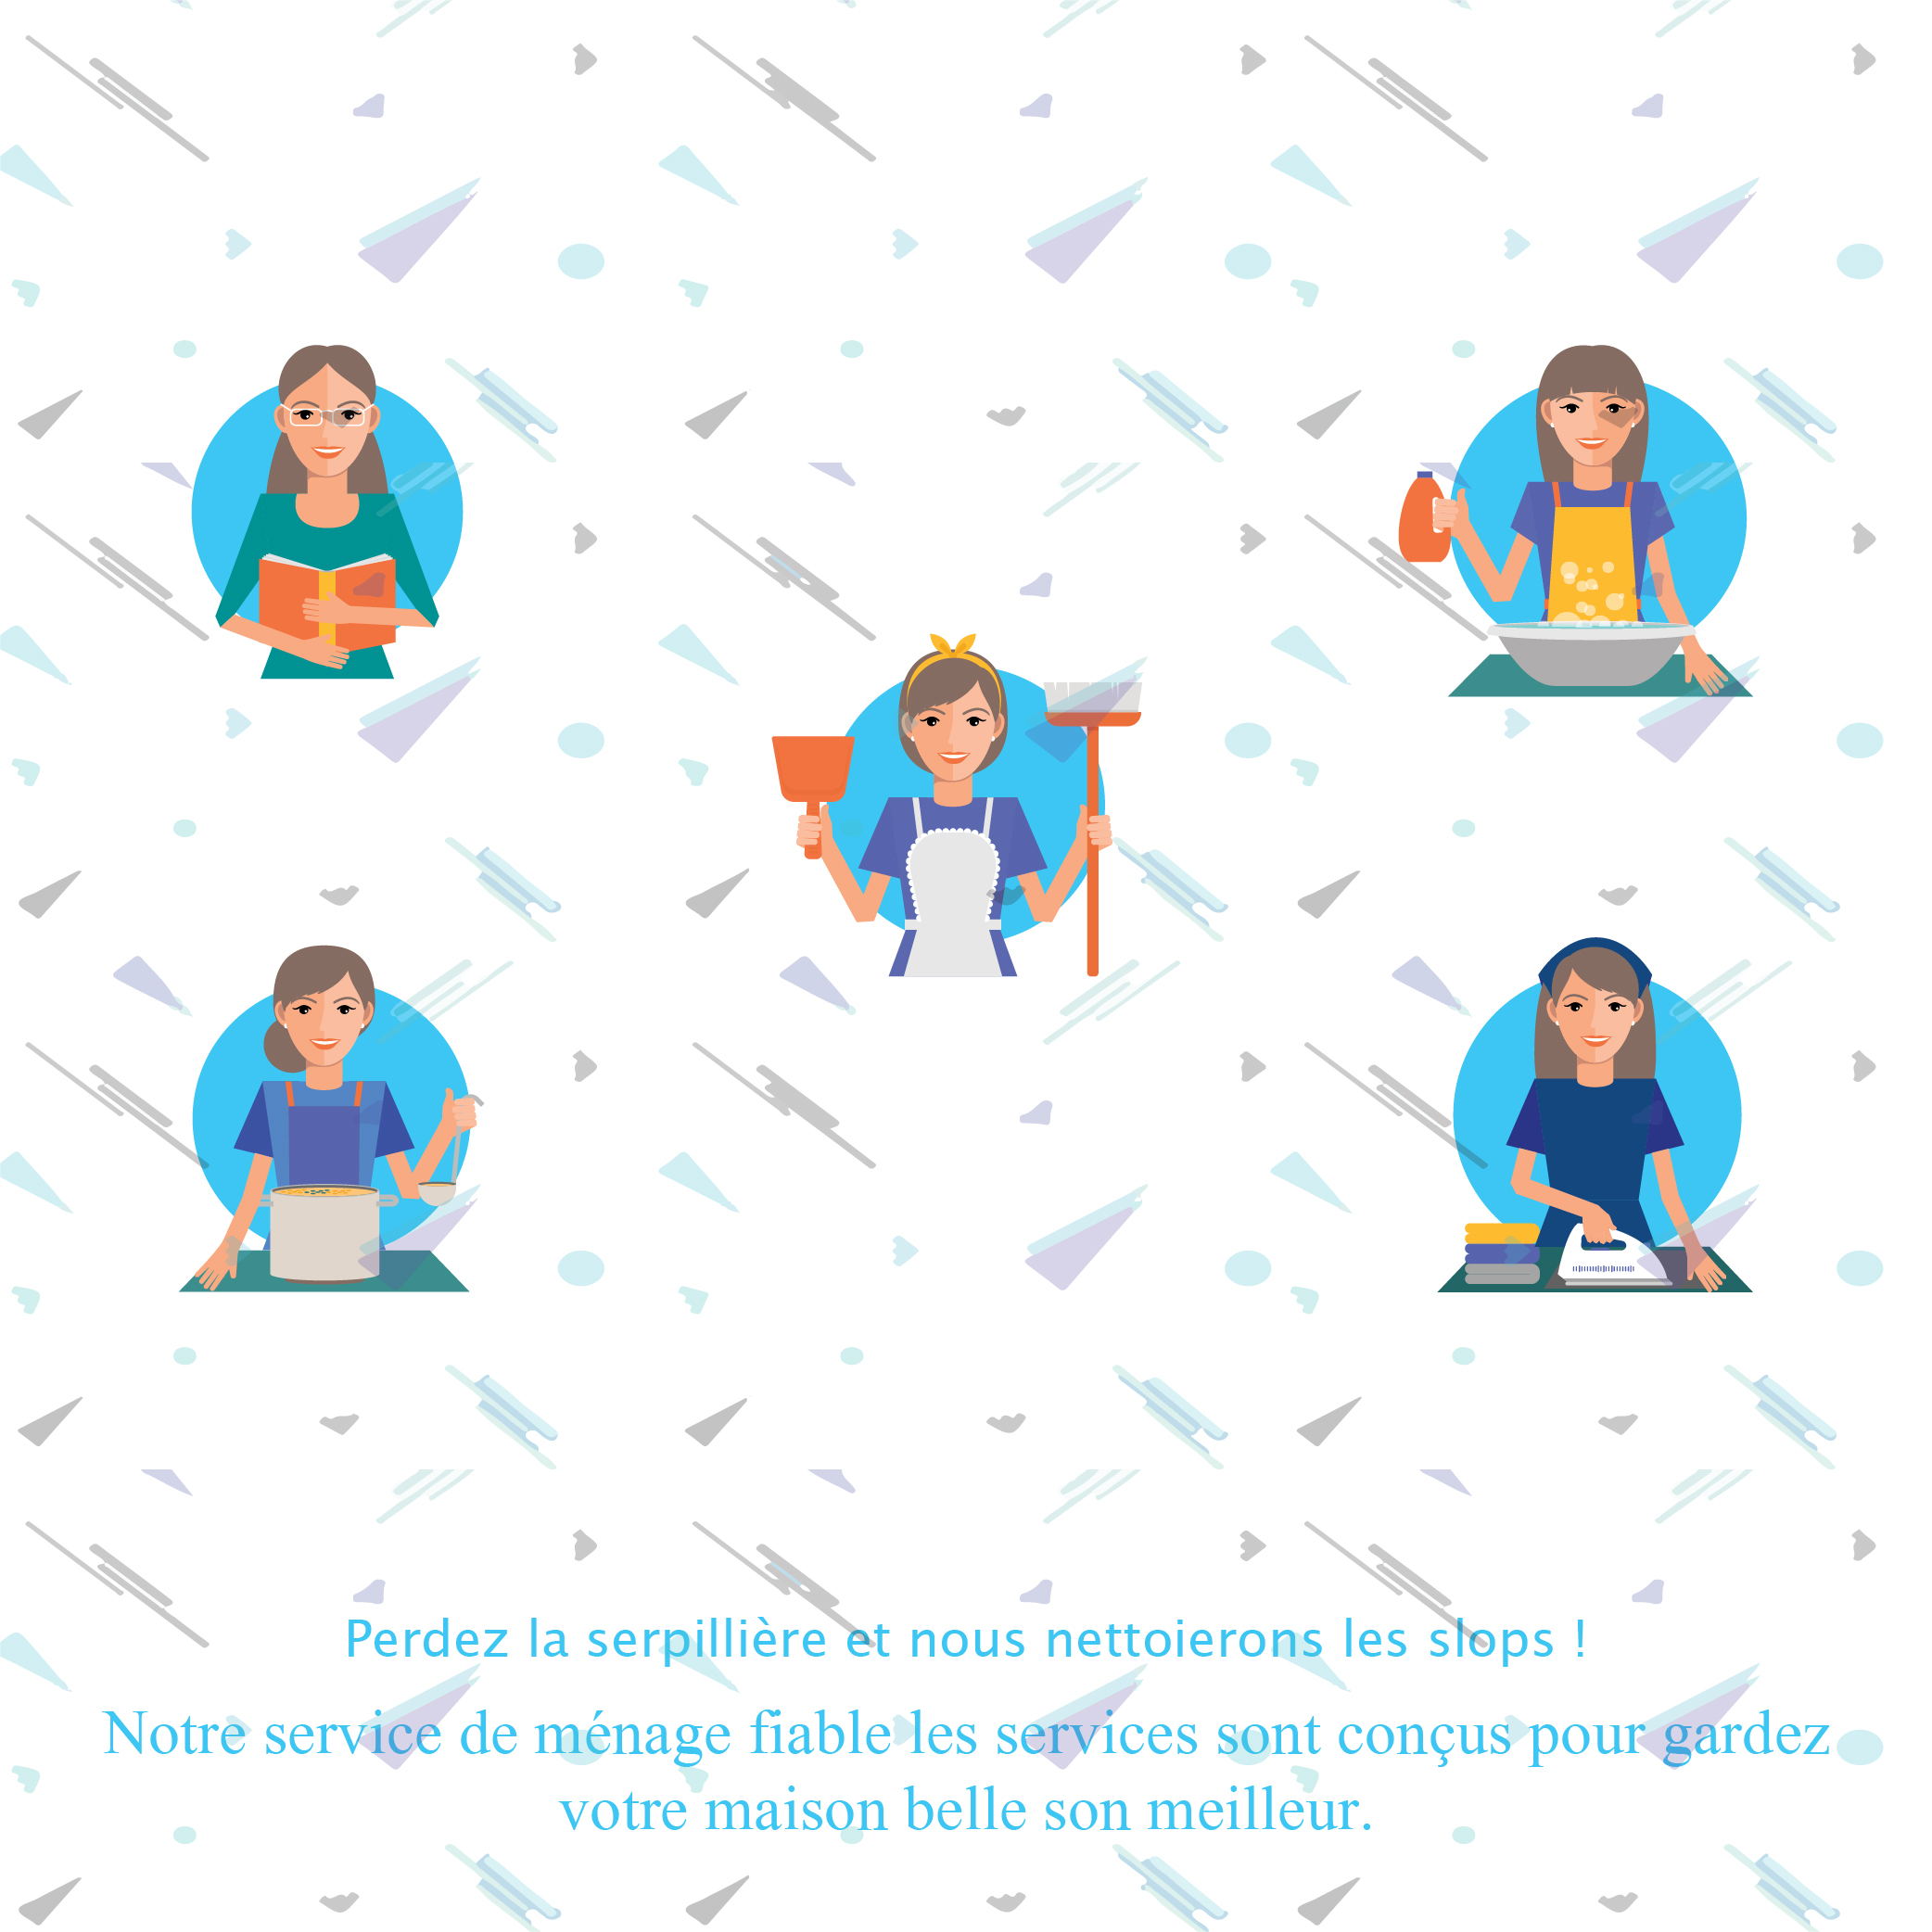 Perdez la serpillière et nous nettoierons les slops !
Notre service de ménage fiable les services sont conçus pour gardez
votre maison belle son meilleur.